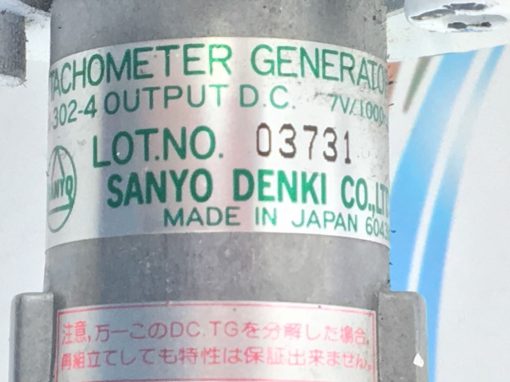 TACHOMETER GENERATO
302-4 OUTPUT D.C. 7V/1000
LOT.NO. 03731
SANYO DENKI CO.,LT
MADE IN JAPAN 604
注意,万一このDC.TGを分解した場合,
再組立てしても特性は保証出来ません。